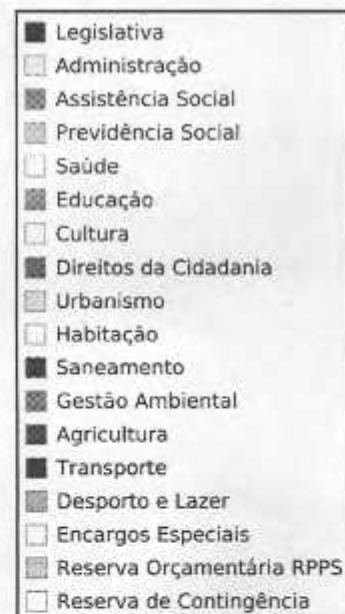 Legislativa
Administração
Assistência Social
Previdência Social
Saúde
Educação
Cultura
Direitos da Cidadania
Urbanismo
Habitação
Saneamento
Gestão Ambiental
Agricultura
Transporte
Desporto e Lazer
Encargos Especiais
Reserva Orçamentária RPPS
Reserva de Contingência